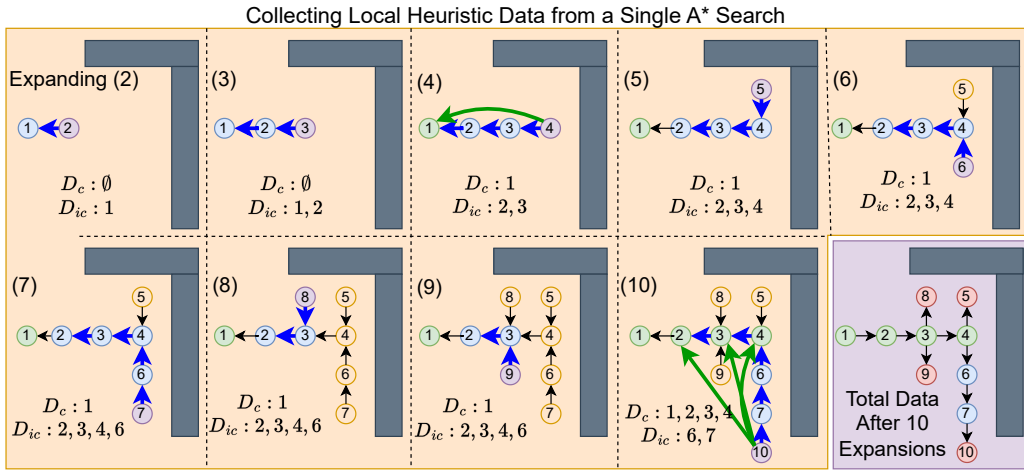 Collecting Local Heuristic Data from a Single A* Search
Expanding (2)
1 2
D_c : ∅
D_ic : 1
(3)
1 2 3
D_c : ∅
D_ic : 1, 2
(4)
1 2 3 4
D_c : 1
D_ic : 2, 3
(5)
5
1 2 3 4
D_c : 1
D_ic : 2, 3, 4
(6)
5
1 2 3 4
6
D_c : 1
D_ic : 2, 3, 4
(7)
5
1 2 3 4
6
7
D_c : 1
D_ic : 2, 3, 4, 6
(8)
8 5
1 2 3 4
6
7
D_c : 1
D_ic : 2, 3, 4, 6
(9)
8 5
1 2 3 4
9 6
7
D_c : 1
D_ic : 2, 3, 4, 6
(10)
8 5
1 2 3 4
9 6
7
10
D_c : 1, 2, 3, 4
D_ic : 6, 7
8 5
1 2 3 4
9 6
7
10
Total Data
After 10
Expansions